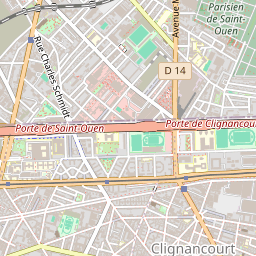 Parisien
de Saint-
Ouen
Avenue M
Rue Charles Schmidt
D 14
Porte de Saint-Ouen
Porte de Clignancourt
Clignancourt